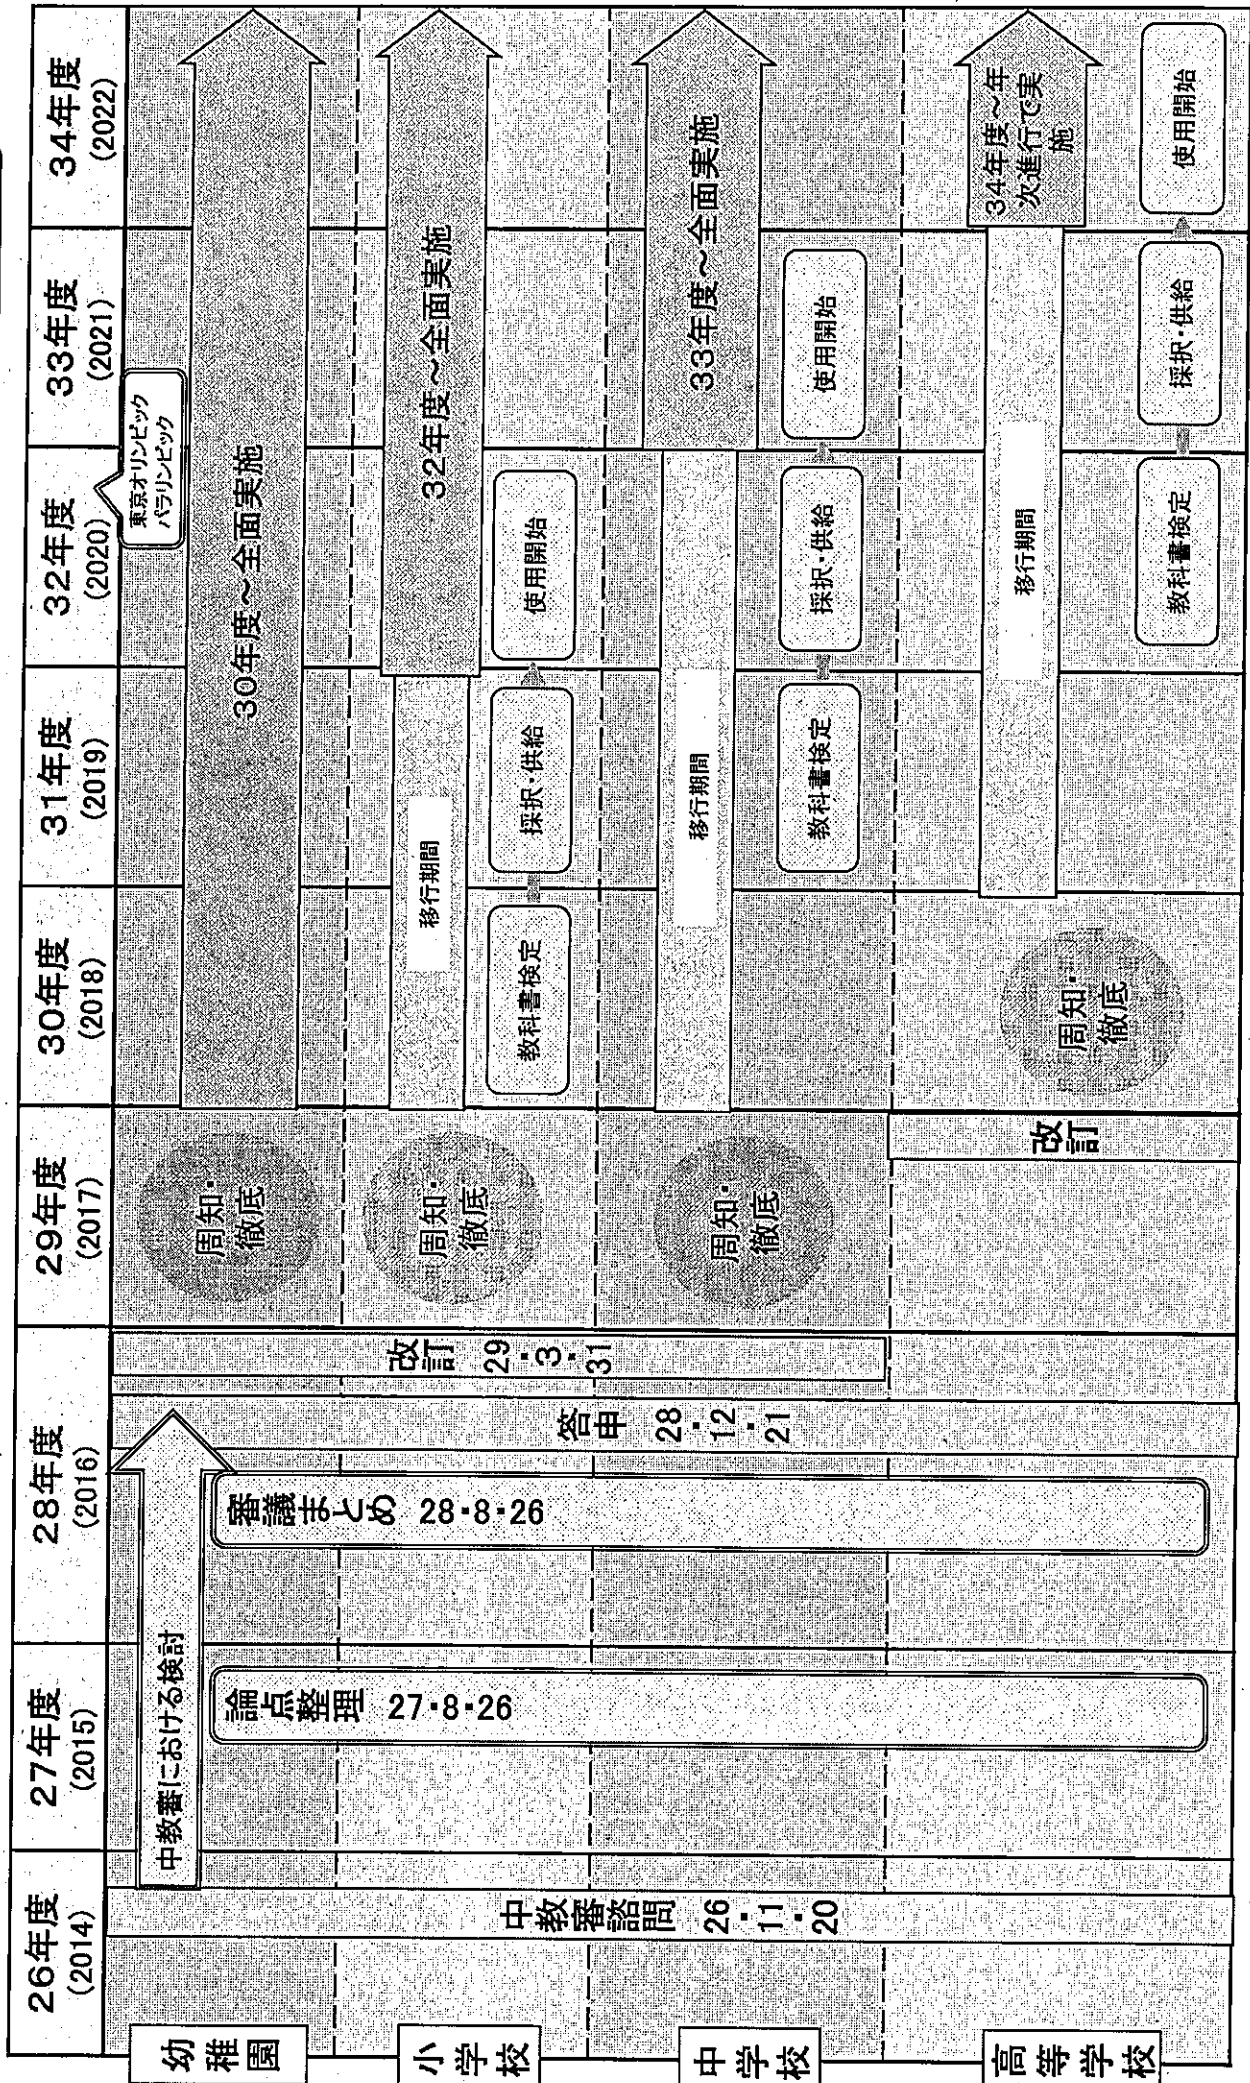 26年度
(2014)
27年度
(2015)
28年度
(2016)
29年度
(2017)
30年度
(2018)
31年度
(2019)
32年度
(2020)
33年度
(2021)
34年度
(2022)
東京オリンピック
パラリンピック
幼稚園
中教審における検討
周知・
徹底
30年度～全面実施
小学校
周知・
徹底
移行期間
32年度～全面実施
教科書検定
採択・供給
使用開始
中学校
周知・
徹底
移行期間
33年度～全面実施
教科書検定
採択・供給
使用開始
高等学校
改訂
周知・
徹底
移行期間
34年度～年
次進行で実
施
教科書検定
採択・供給
使用開始
中教審諮問 26・11・20
論点整理 27・8・26
審議まとめ 28・8・26
答申 28・12・21
改訂 29・3・31